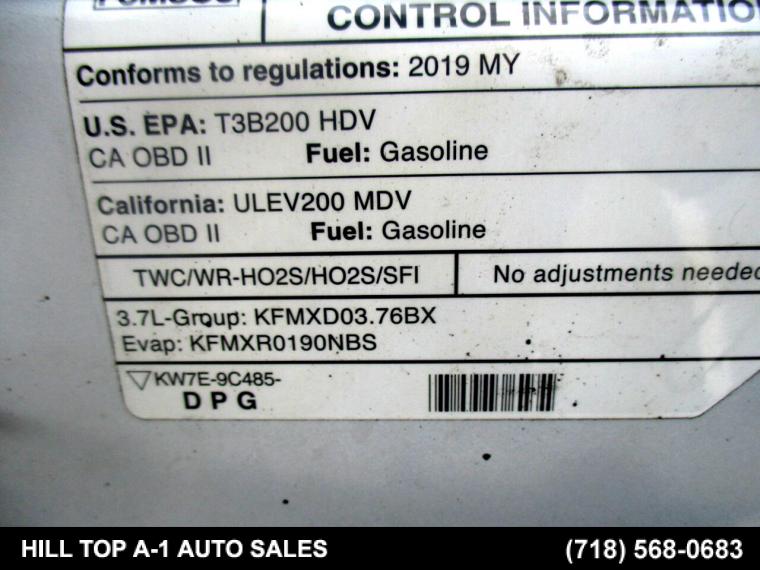 CONTROL INFORMATIO
Conforms to regulations: 2019 MY
U.S. EPA: T3B200 HDV
CA OBD II Fuel: Gasoline
California: ULEV200 MDV
CA OBD II Fuel: Gasoline
TWC/WR-HO2S/HO2S/SFI No adjustments needed
3.7L-Group: KFMXD03.76BX
Evap: KFMXR0190NBS
KW7E-9C485-
DPG
HILL TOP A-1 AUTO SALES (718) 568-0683